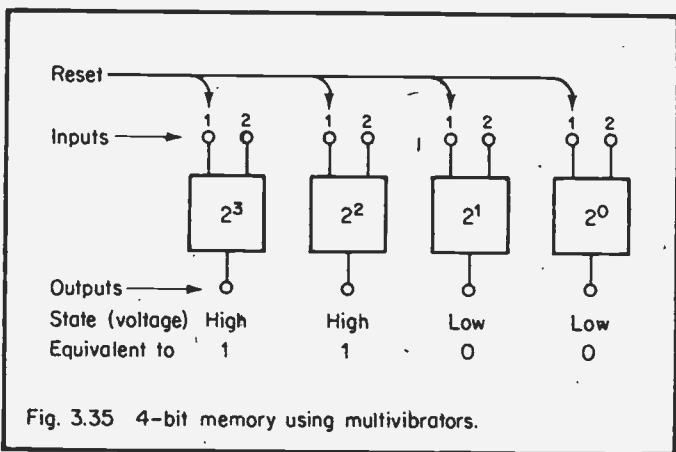 Reset
1 2 1 2 1 2 1 2
Inputs
2³ 2² 2¹ 2⁰
Outputs
State (voltage) High High Low Low
Equivalent to 1 1 0 0
Fig. 3.35 4-bit memory using multivibrators.